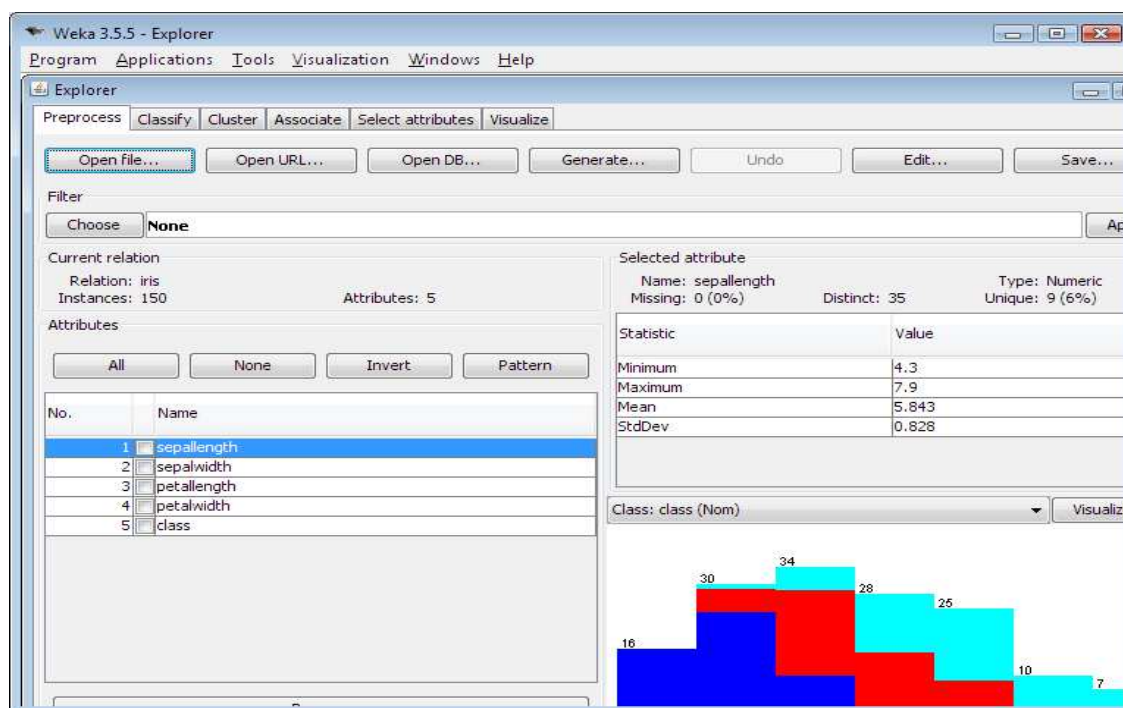 Weka 3.5.5 - Explorer
Program Applications Tools Visualization Windows Help
Explorer
Preprocess Classify Cluster Associate Select attributes Visualize
Open file... Open URL... Open DB... Generate... Undo Edit... Save...
Filter
Choose None
Current relation
Relation: iris
Instances: 150 Attributes: 5
Selected attribute
Name: sepallength Type: Numeric
Missing: 0 (0%) Distinct: 35 Unique: 9 (6%)
Attributes
All None Invert Pattern
No. Name
1 sepallength
2 sepalwidth
3 petallength
4 petalwidth
5 class
Statistic Value
Minimum 4.3
Maximum 7.9
Mean 5.843
StdDev 0.828
Class: class (Nom) Visualiz
16
30
34
28
25
10
7